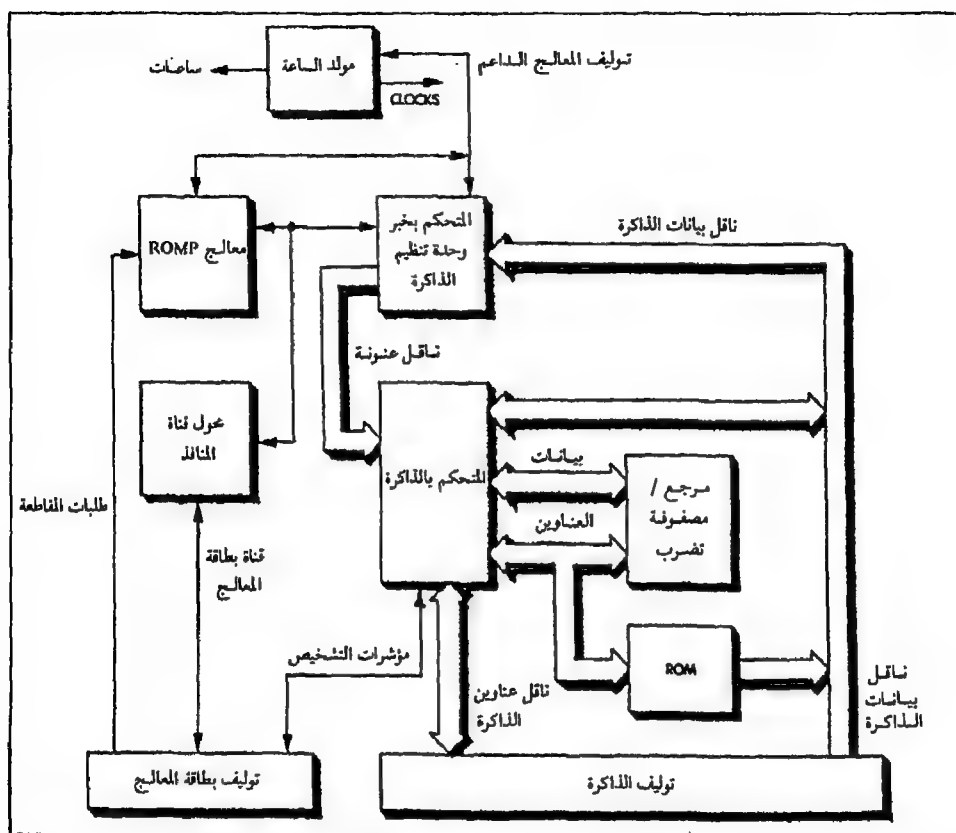 توليف المعالج الداعم
مولد الساعة
ساعات
CLOCKS
المتحكم بخبر
وحدة تنظيم
الذاكرة
معالج ROMP
ناقل بيانات الذاكرة
ناقل عنونة
محول قناة
المنافذ
المتحكم بالذاكرة
بيانات
العناوين
مرجع /
مصفوفة
تضرب
طلبات المقاطعة
قناة بطاقة
المعالج
مؤشرات التشخيص
ناقل عناوين
الذاكرة
ROM
ناقل
بيانات
الذاكرة
توليف بطاقة المعالج
توليف الذاكرة